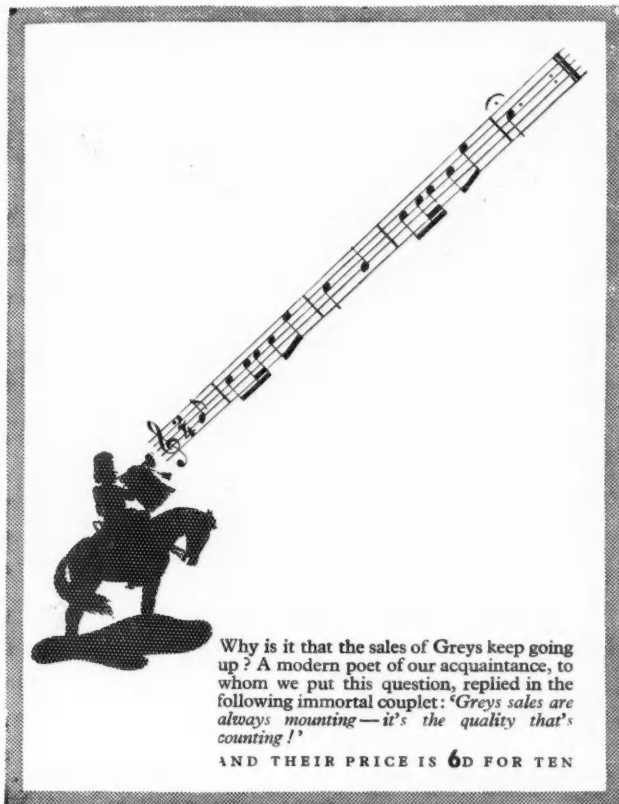 Why is it that the sales of Greys keep going
up ? A modern poet of our acquaintance, to
whom we put this question, replied in the
following immortal couplet: ‘Greys sales are
always mounting — it's the quality that's
counting !’
AND THEIR PRICE IS 6D FOR TEN